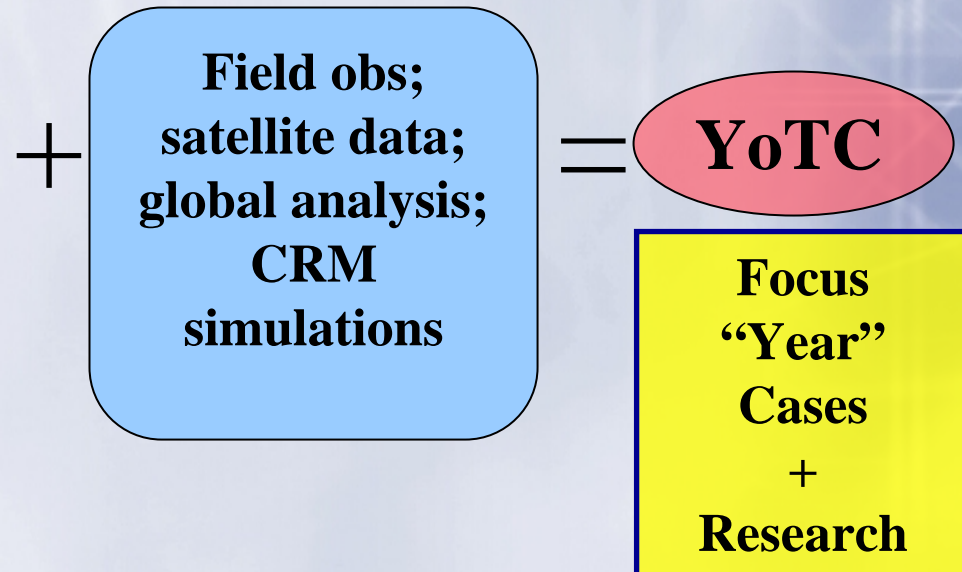 +
Field obs;
satellite data;
global analysis;
CRM
simulations
=
YoTC
Focus
“Year”
Cases
+
Research